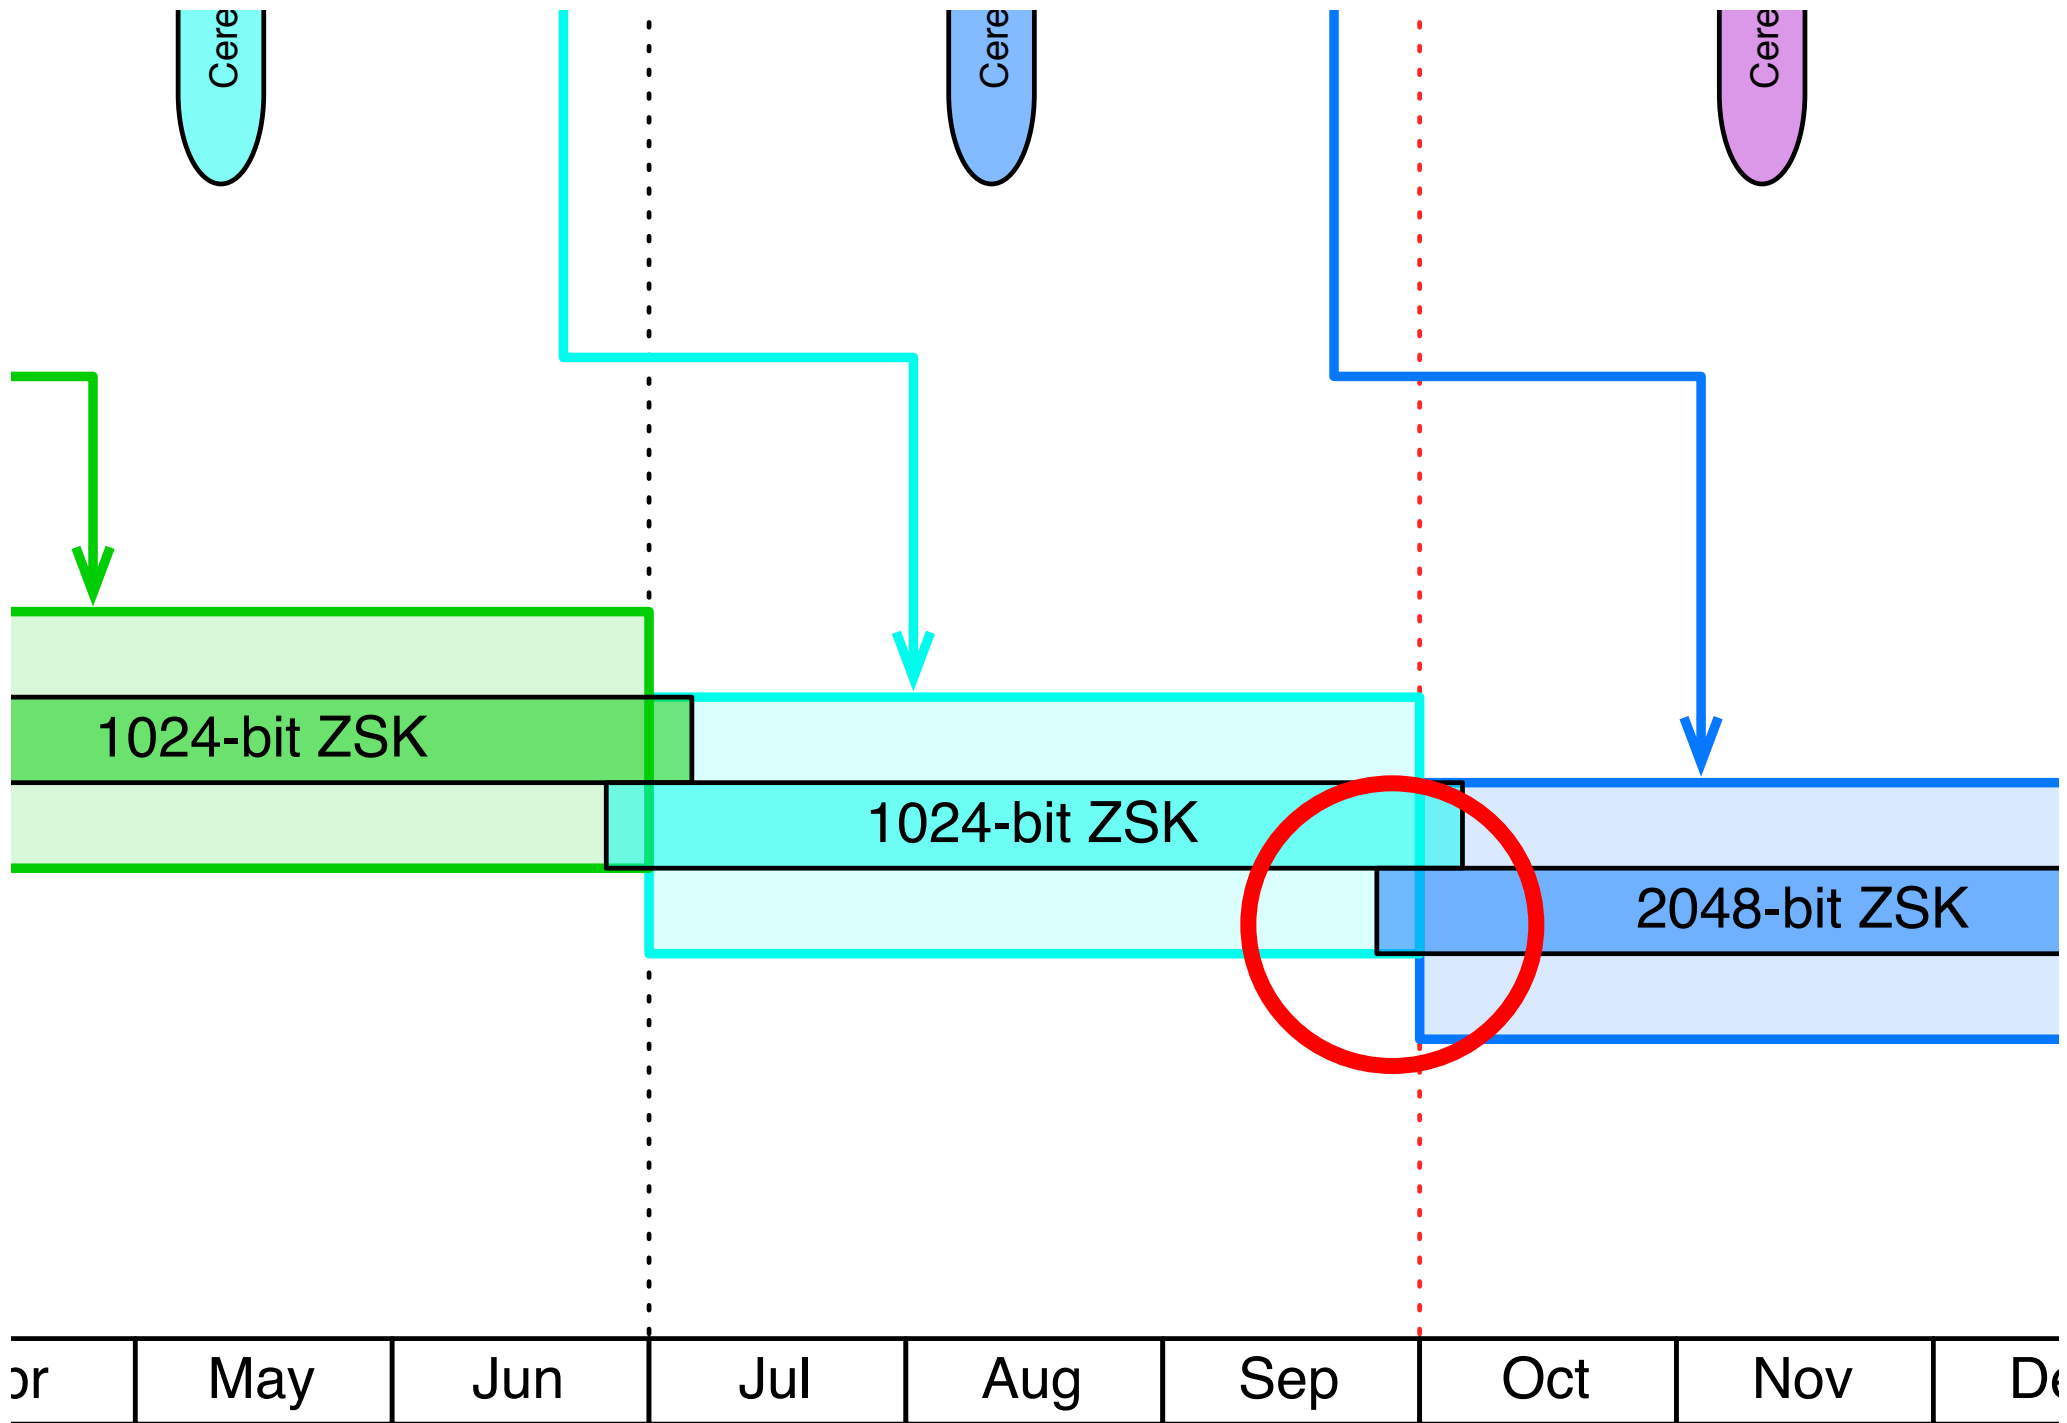 Cere
Cere
Cere
1024-bit ZSK
1024-bit ZSK
2048-bit ZSK
May Jun Jul Aug Sep Oct Nov